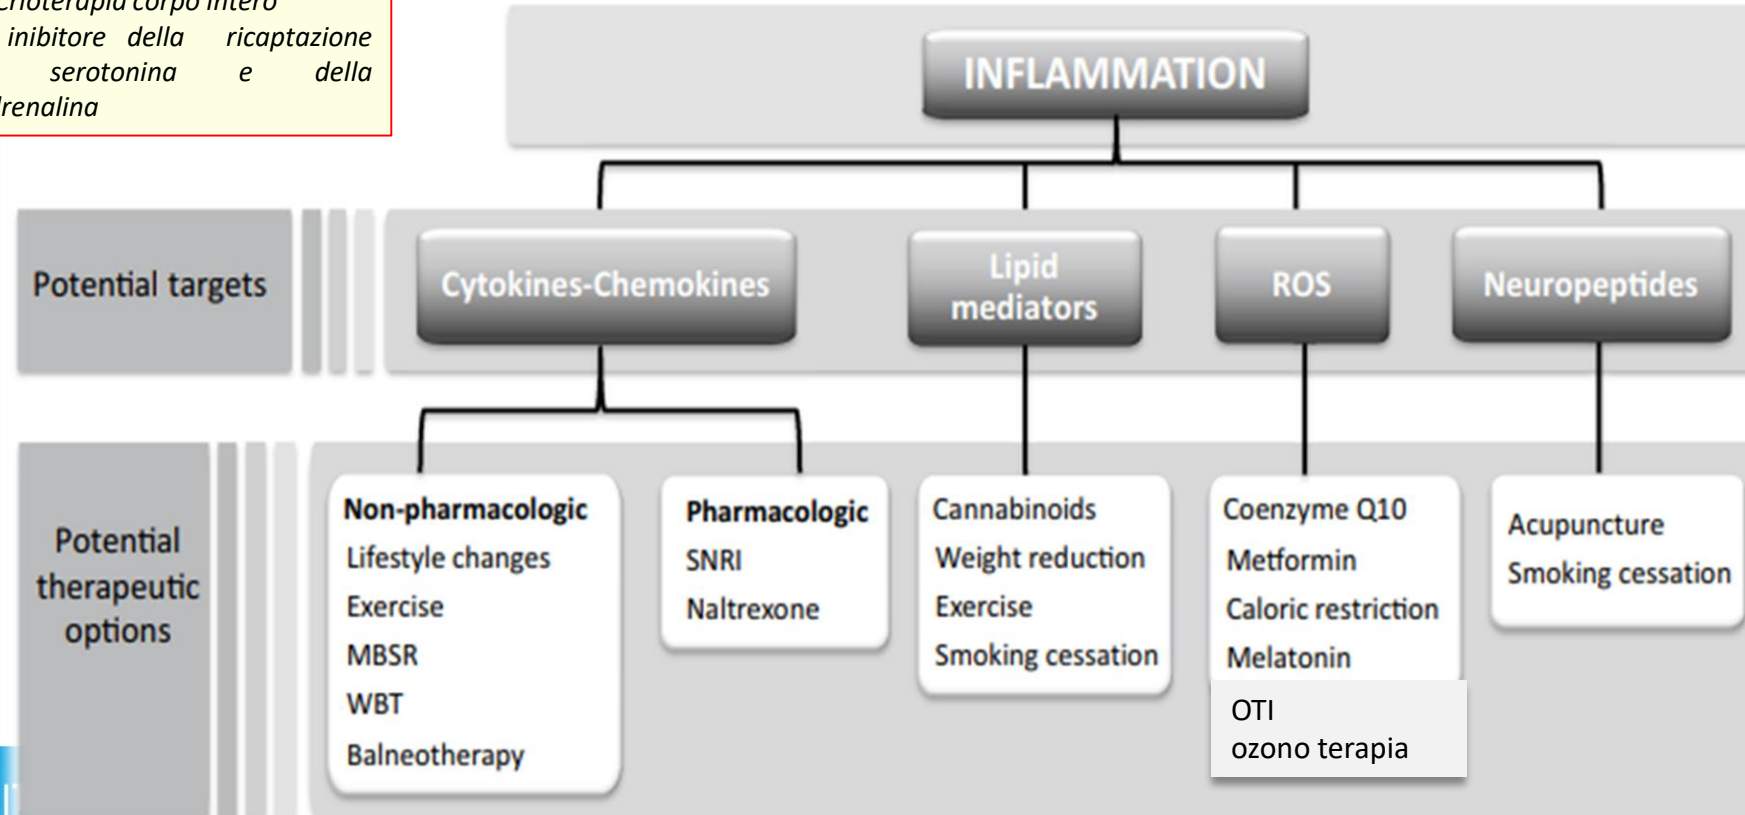 Crioterapia corpo intero
inibitore della ricaptazione
serotonina e della
INFLAMMATION
Potential targets
Cytokines-Chemokines
Lipid
mediators
ROS
Neuropeptides
Potential
therapeutic
options
Non-pharmacologic
Lifestyle changes
Exercise
MBSR
WBT
Balneotherapy
Pharmacologic
SNRI
Naltrexone
Cannabinoids
Weight reduction
Exercise
Smoking cessation
Coenzyme Q10
Metformin
Caloric restriction
Melatonin
OTI
ozono terapia
Acupuncture
Smoking cessation